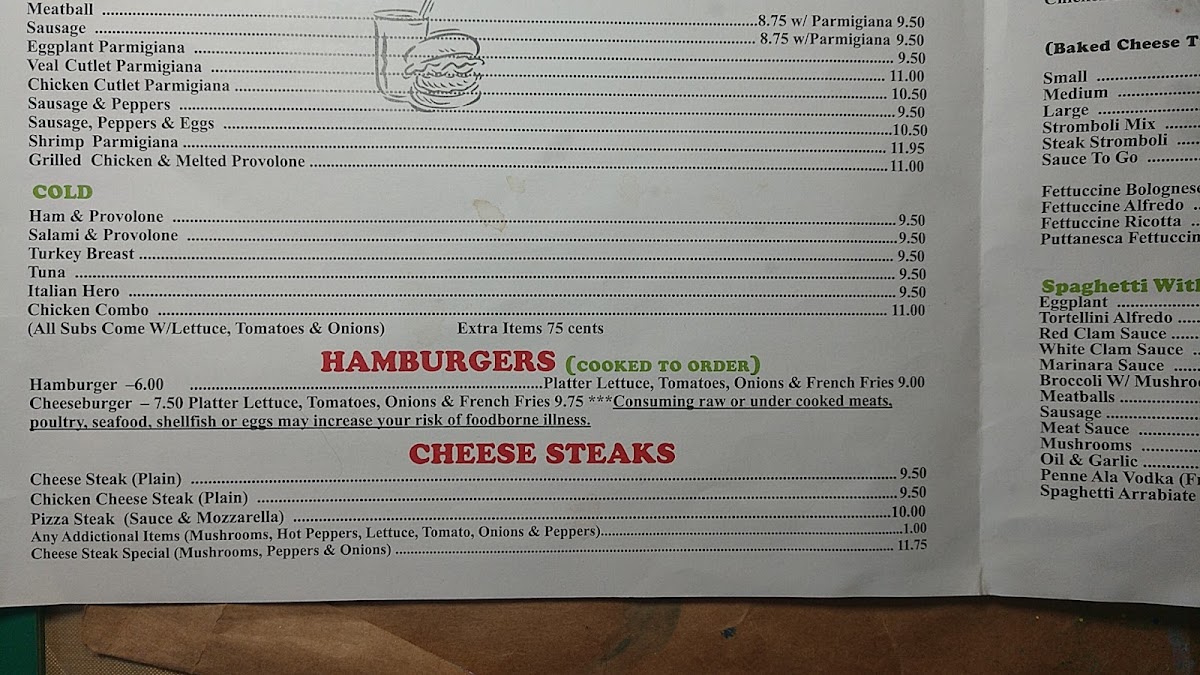 Meatball ... 8.75 w/ Parmigiana 9.50
Sausage ... 8.75 w/Parmigiana 9.50
Eggplant Parmigiana ... 9.50
Veal Cutlet Parmigiana ... 11.00
Chicken Cutlet Parmigiana ... 10.50
Sausage & Peppers ... 9.50
Sausage, Peppers & Eggs ... 10.50
Shrimp Parmigiana ... 11.95
Grilled Chicken & Melted Provolone ... 11.00
COLD
Ham & Provolone ... 9.50
Salami & Provolone ... 9.50
Turkey Breast ... 9.50
Tuna ... 9.50
Italian Hero ... 9.50
Chicken Combo ... 11.00
(All Subs Come W/Lettuce, Tomatoes & Onions) Extra Items 75 cents
HAMBURGERS (COOKED TO ORDER)
Hamburger –6.00 ... Platter Lettuce, Tomatoes, Onions & French Fries 9.00
Cheeseburger – 7.50 Platter Lettuce, Tomatoes, Onions & French Fries 9.75 ***Consuming raw or under cooked meats,
poultry, seafood, shellfish or eggs may increase your risk of foodborne illness.
CHEESE STEAKS
Cheese Steak (Plain) ... 9.50
Chicken Cheese Steak (Plain) ... 9.50
Pizza Steak (Sauce & Mozzarella) ... 10.00
Any Addictional Items (Mushrooms, Hot Peppers, Lettuce, Tomato, Onions & Peppers)... 1.00
Cheese Steak Special (Mushrooms, Peppers & Onions) ... 11.75
(Baked Cheese T
Small ...
Medium ...
Large ...
Stromboli Mix ...
Steak Stromboli ...
Sauce To Go ...
Fettuccine Bolognese
Fettuccine Alfredo ..
Fettuccine Ricotta ..
Puttanesca Fettuccin
Spaghetti With
Eggplant ...
Tortellini Alfredo ...
Red Clam Sauce ...
White Clam Sauce ..
Marinara Sauce ...
Broccoli W/ Mushro
Meatballs ...
Sausage ...
Meat Sauce ...
Mushrooms ...
Oil & Garlic ...
Penne Ala Vodka (Fr
Spaghetti Arrabiate